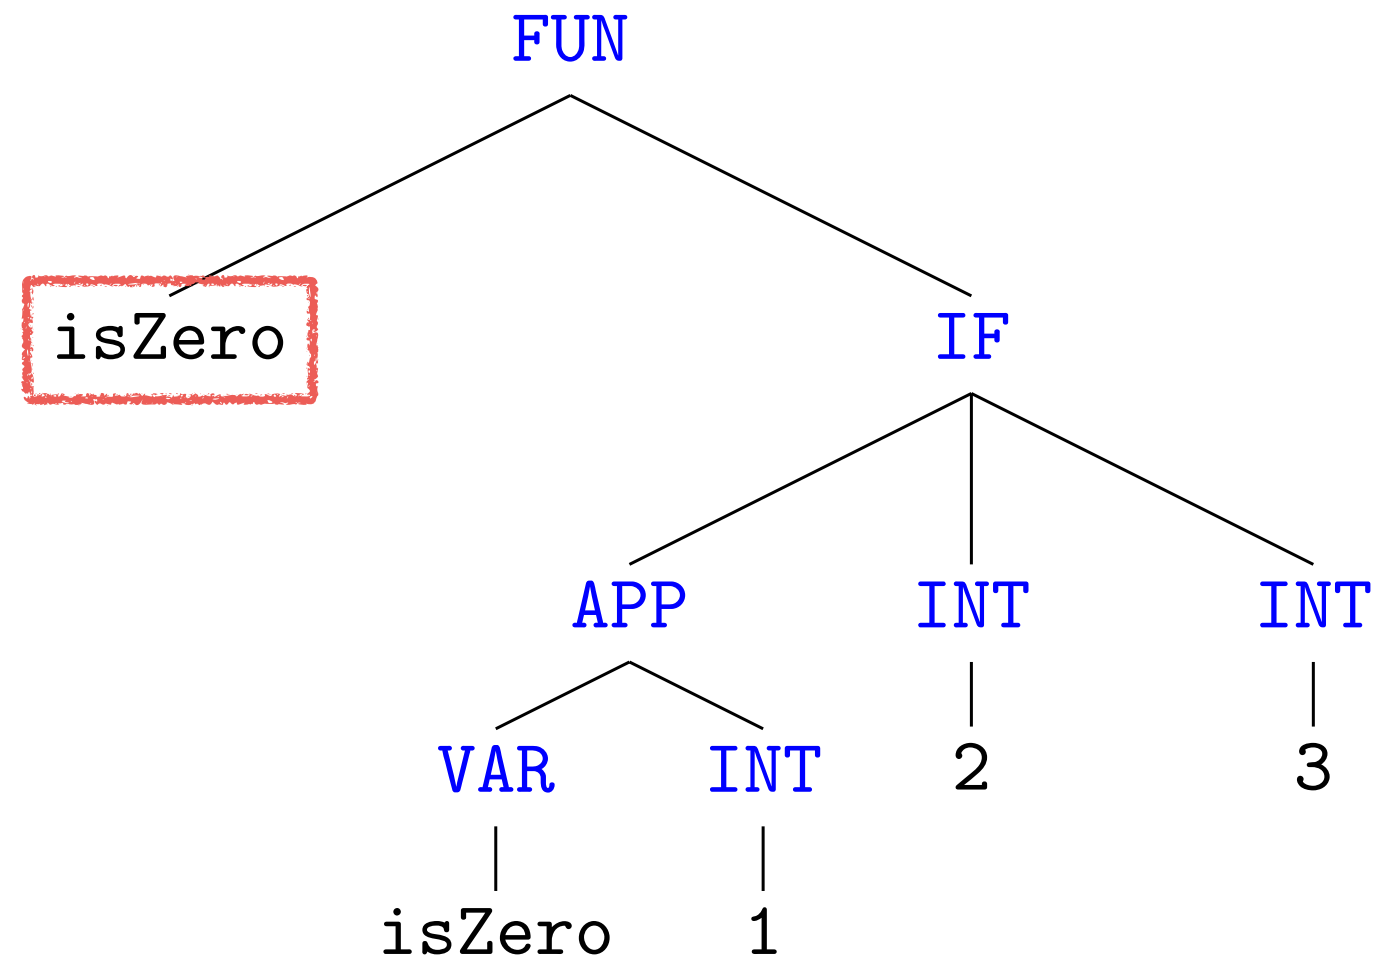 FUN
isZero IF
APP INT INT
VAR INT 2 3
isZero 1